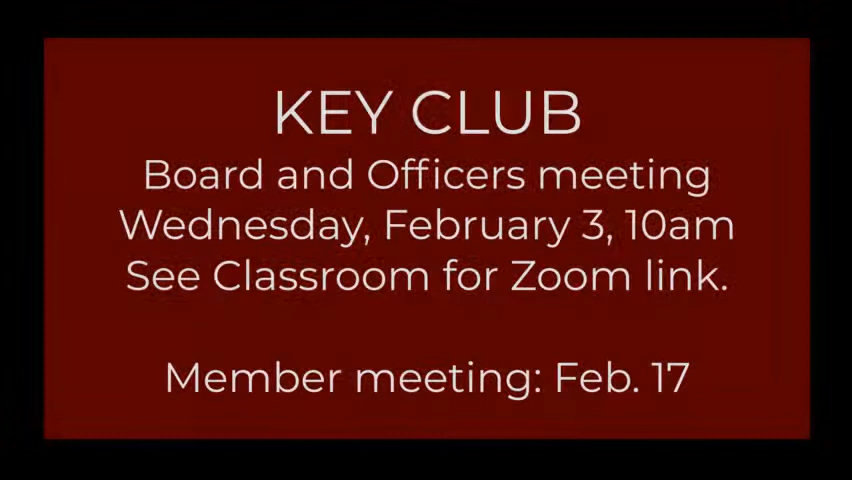 KEY CLUB
Board and Officers meeting
Wednesday, February 3, 10am
See Classroom for Zoom link.
Member meeting: Feb. 17